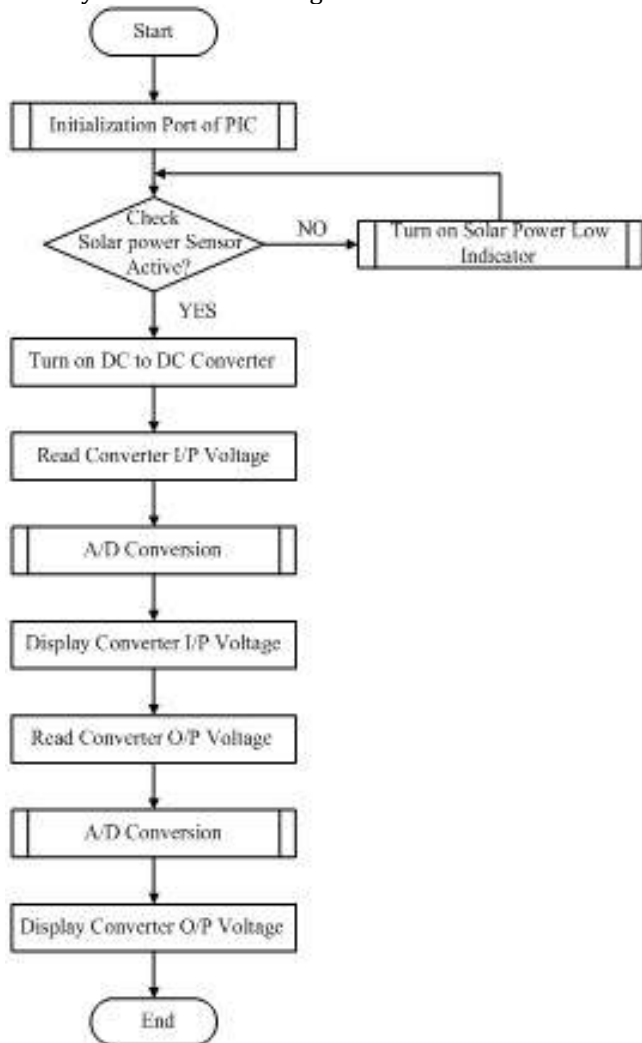 Start
Initialization Port of PIC
Check
Solar power Sensor
Active?
NO
Turn on Solar Power Low
Indicator
YES
Turn on DC to DC Converter
Read Converter I/P Voltage
A/D Conversion
Display Converter I/P Voltage
Read Converter O/P Voltage
A/D Conversion
Display Converter O/P Voltage
End